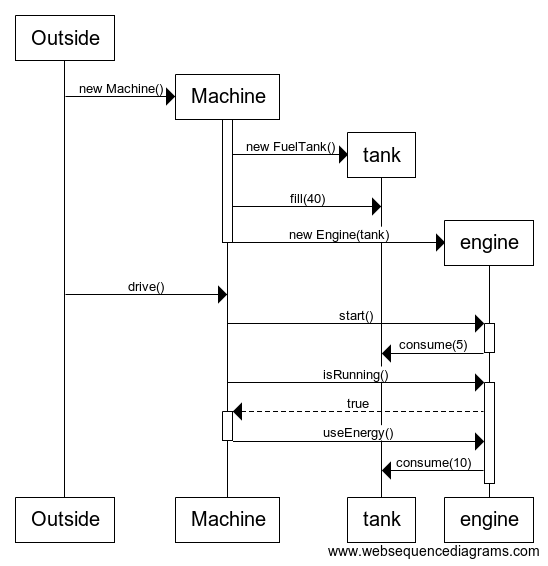 Outside
new Machine()
Machine
new FuelTank()
tank
fill(40)
new Engine(tank)
engine
drive()
start()
consume(5)
isRunning()
true
useEnergy()
consume(10)
Outside
Machine
tank
engine
www.websequencediagrams.com